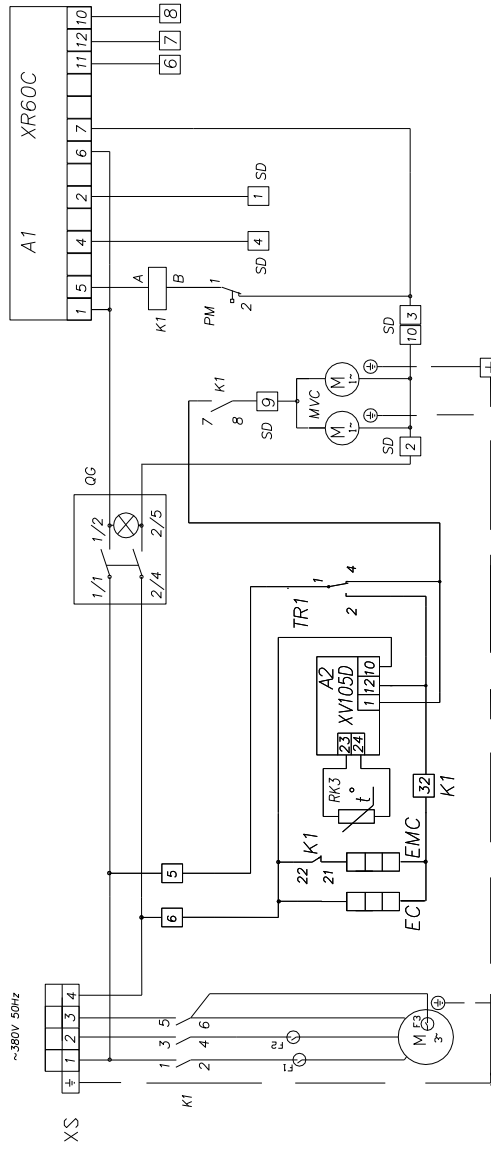 10
12
11
7
6
2
4
5
1
XR60C
A1
8
7
6
1
SD
4
SD
A
B
K1
1
2
PM
SD
3
10
M
1~
M
1~
MVC
SD
2
K1
7
8
9
SD
QG
1/1
1/2
2/4
2/5
TR1
1
2
4
A2
XV105D
1
12
10
23
24
RK3
t°
32
K1
K1
22
21
EMC
EC
5
6
~380V 50Hz
XS
1
2
3
4
1
3
5
2
4
6
K1
F1
F2
F3
M
3~